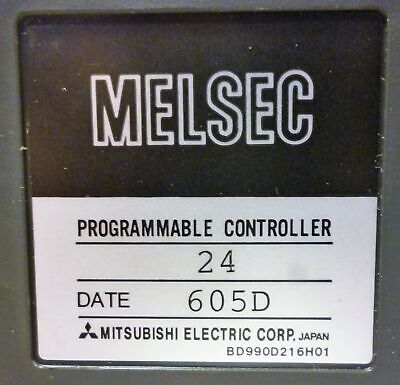 MELSEC
PROGRAMMABLE CONTROLLER
24
DATE 605D
MITSUBISHI ELECTRIC CORP. JAPAN
BD990D216H01